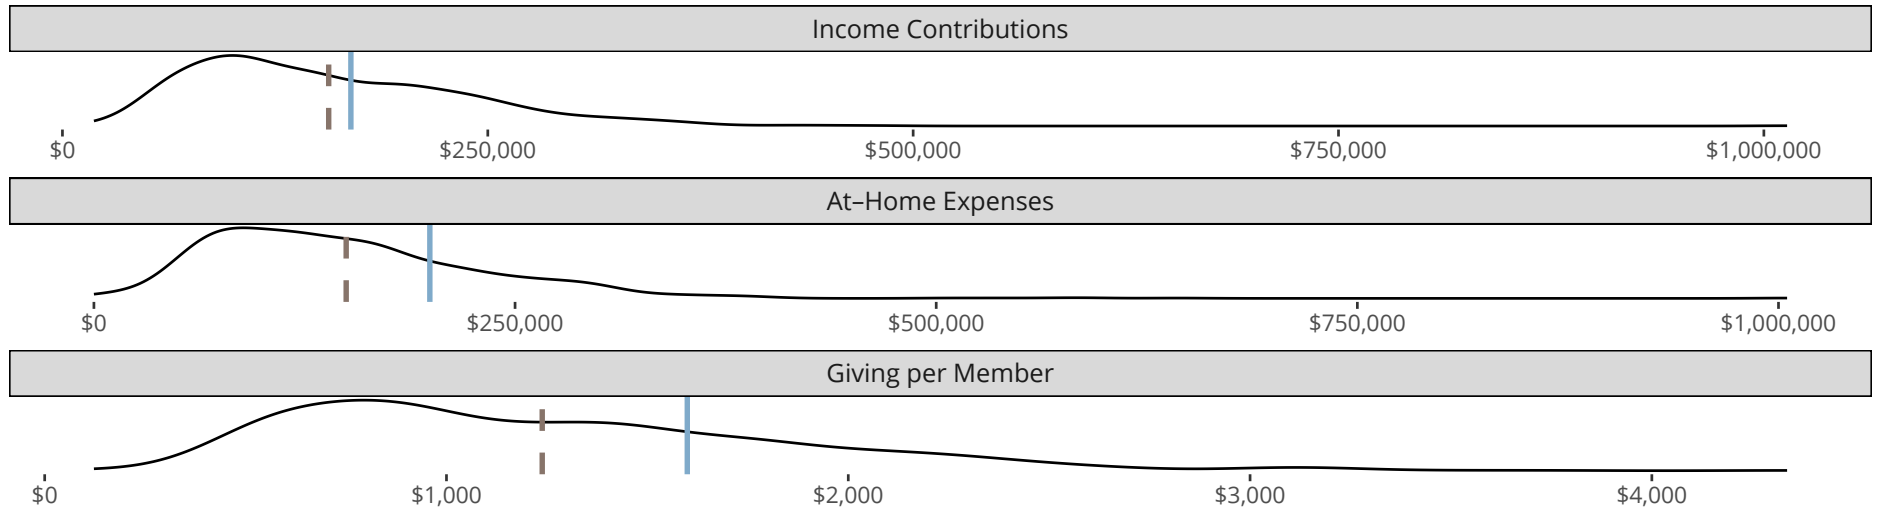 Income Contributions
$0 $250,000 $500,000 $750,000 $1,000,000
At–Home Expenses
$0 $250,000 $500,000 $750,000 $1,000,000
Giving per Member
$0 $1,000 $2,000 $3,000 $4,000